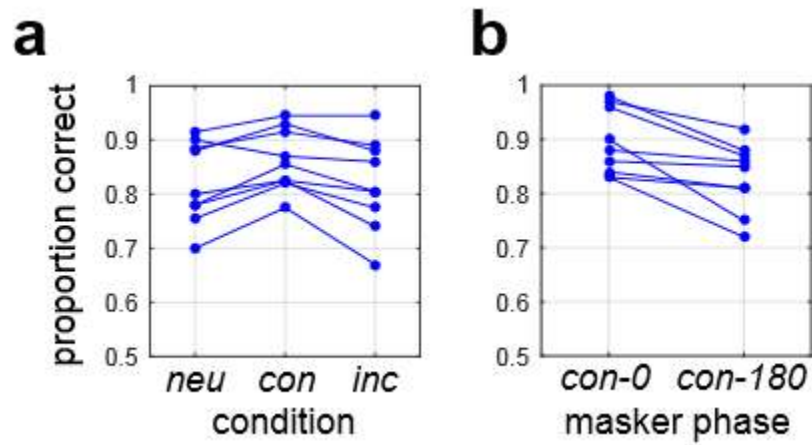 a
b
proportion correct
1
0.9
0.8
0.7
0.6
0.5
neu con inc
condition
1
0.9
0.8
0.7
0.6
0.5
con-0 con-180
masker phase